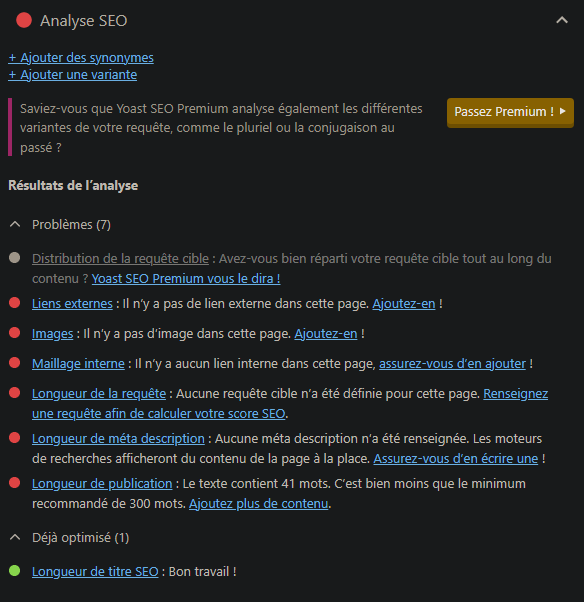 Analyse SEO
+ Ajouter des synonymes
+ Ajouter une variante
Saviez-vous que Yoast SEO Premium analyse également les différentes
variantes de votre requête, comme le pluriel ou la conjugaison au
passé ?
Passez Premium !
Résultats de l’analyse
Problèmes (7)
Distribution de la requête cible : Avez-vous bien réparti votre requête cible tout au long du
contenu ? Yoast SEO Premium vous le dira !
Liens externes : Il n’y a pas de lien externe dans cette page. Ajoutez-en !
Images : Il n’y a pas d’image dans cette page. Ajoutez-en !
Maillage interne : Il n’y a aucun lien interne dans cette page, assurez-vous d’en ajouter !
Longueur de la requête : Aucune requête cible n’a été définie pour cette page. Renseignez
une requête afin de calculer votre score SEO.
Longueur de méta description : Aucune méta description n’a été renseignée. Les moteurs
de recherches afficheront du contenu de la page à la place. Assurez-vous d’en écrire une !
Longueur de publication : Le texte contient 41 mots. C’est bien moins que le minimum
recommandé de 300 mots. Ajoutez plus de contenu.
Déjà optimisé (1)
Longueur de titre SEO : Bon travail !